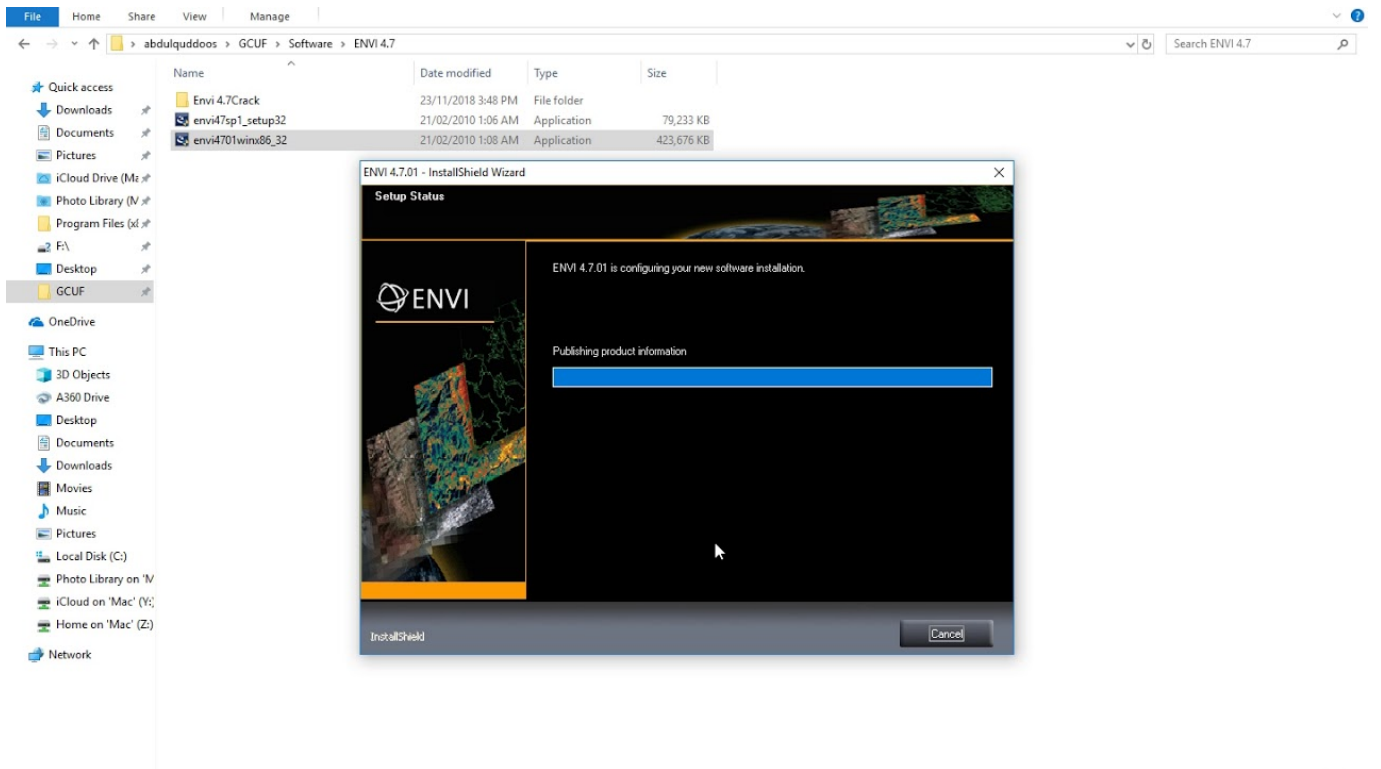 File Home Share View Manage
abdulquddoos > GCUF > Software > ENVI 4.7
Search ENVI 4.7
Name Date modified Type Size
Envi 4.7Crack 23/11/2018 3:48 PM File folder
envi47sp1_setup32 21/02/2010 1:06 AM Application 79,233 KB
envi4701winx86_32 21/02/2010 1:08 AM Application 423,676 KB
Quick access
Downloads
Documents
Pictures
iCloud Drive (Ma
Photo Library (M
Program Files (x8
F:\
Desktop
GCUF
OneDrive
This PC
3D Objects
A360 Drive
Desktop
Documents
Downloads
Movies
Music
Pictures
Local Disk (C:)
Photo Library on 'M
iCloud on 'Mac' (Y:)
Home on 'Mac' (Z:)
Network
ENVI 4.7.01 - InstallShield Wizard
Setup Status
ENVI
ENVI 4.7.01 is configuring your new software installation.
Publishing product information
InstallShield
Cancel